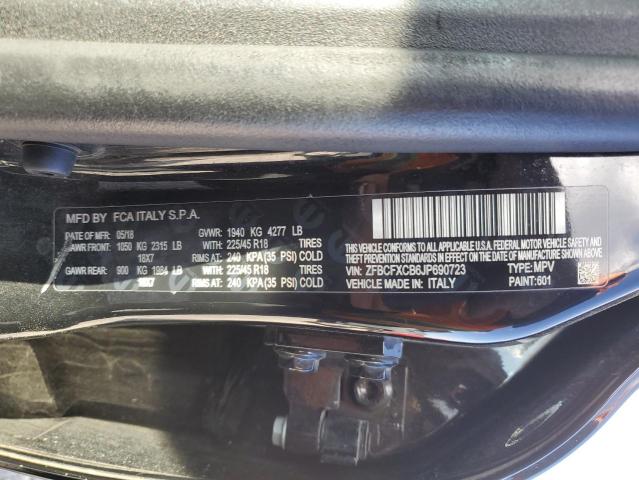 MFD BY FCA ITALY S.P.A.
DATE OF MFR: 05/18 GVWR: 1940 KG 4277 LB
GAWR FRONT: 1050 KG 2315 LB WITH: 225/45 R18 TIRES
18X7 RIMS AT: 240 KPA(35 PSI) COLD
GAWR REAR: 900 KG 1984 LB WITH: 225/45 R18 TIRES
18X7 RIMS AT: 240 KPA(35 PSI) COLD
THIS VEHICLE CONFORMS TO ALL APPLICABLE
FEDERAL MOTOR VEHICLE SAFETY, BUMPER AND THEFT
PREVENTION STANDARDS IN EFFECT ON THE DATE OF MANUFACTURE SHOWN ABOVE
VIN: ZFBCFXCB6JP690723 TYPE: MPV
VEHICLE MADE IN: ITALY PAINT: 601